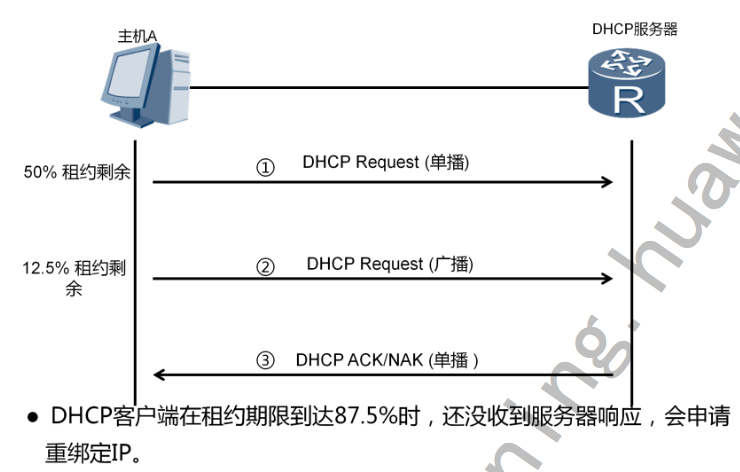 主机A
DHCP服务器
R
50% 租约剩余
① DHCP Request (单播)
12.5% 租约剩
余
② DHCP Request (广播)
③ DHCP ACK/NAK (单播 )
● DHCP客户端在租约期限到达87.5%时，还没收到服务器响应，会申请
重绑定IP。
ning.huaw